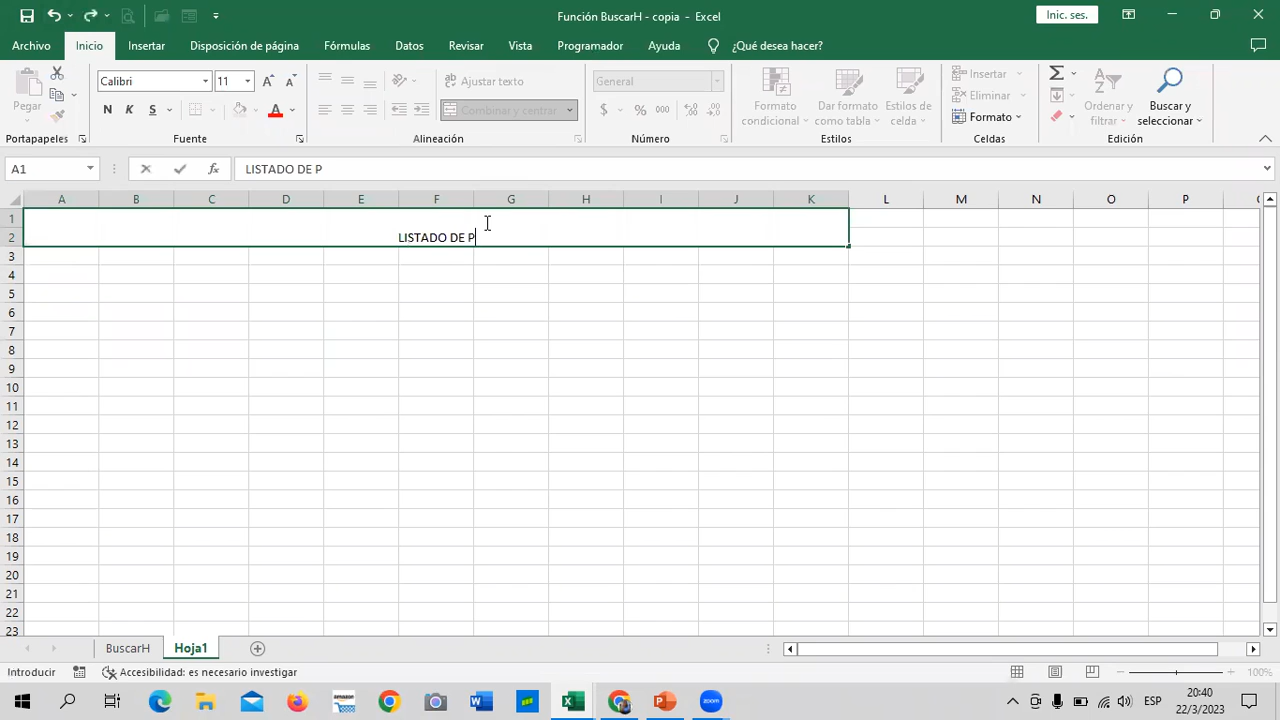 Función BuscarH - copia - Excel
Inic. ses.
Archivo Inicio Insertar Disposición de página Fórmulas Datos Revisar Vista Programador Ayuda ¿Qué desea hacer?
Pegar
Calibri 11
N K S
Ajustar texto
Combinar y centrar
General
$ % 000
Formato condicional
Dar formato como tabla
Estilos de celda
Insertar
Eliminar
Formato
Ordenar y filtrar
Buscar y seleccionar
Portapapeles Fuente Alineación Número Estilos Celdas Edición
A1 fx LISTADO DE P
A B C D E F G H I J K L M N O P
1
2 LISTADO DE P
3
4
5
6
7
8
9
10
11
12
13
14
15
16
17
18
19
20
21
22
23
BuscarH Hoja1
Introducir Accesibilidad: es necesario investigar 100%
amazon zoom ESP 20:40
22/3/2023